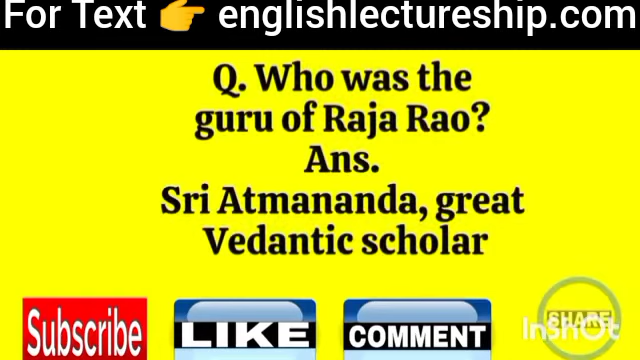 For Text 👉 englishlectureship.com
Q. Who was the
guru of Raja Rao?
Ans.
Sri Atmananda, great
Vedantic scholar
Subscribe
LIKE
COMMENT
SHARE
InShot